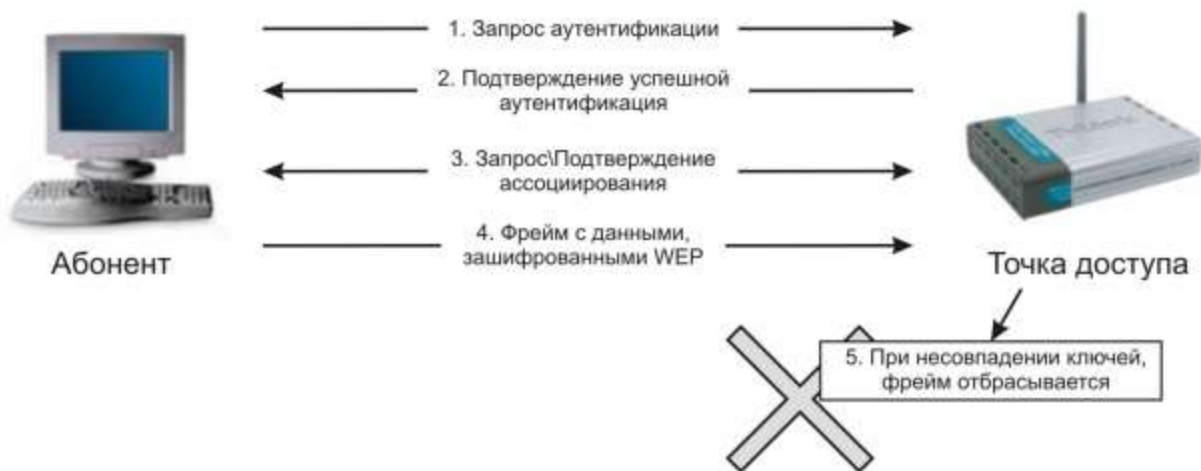 1. Запрос аутентификации
2. Подтверждение успешной
аутентификация
3. Запрос\Подтверждение
ассоциирования
4. Фрейм с данными,
зашифрованными WEP
Абонент
Точка доступа
5. При несовпадении ключей,
фрейм отбрасывается